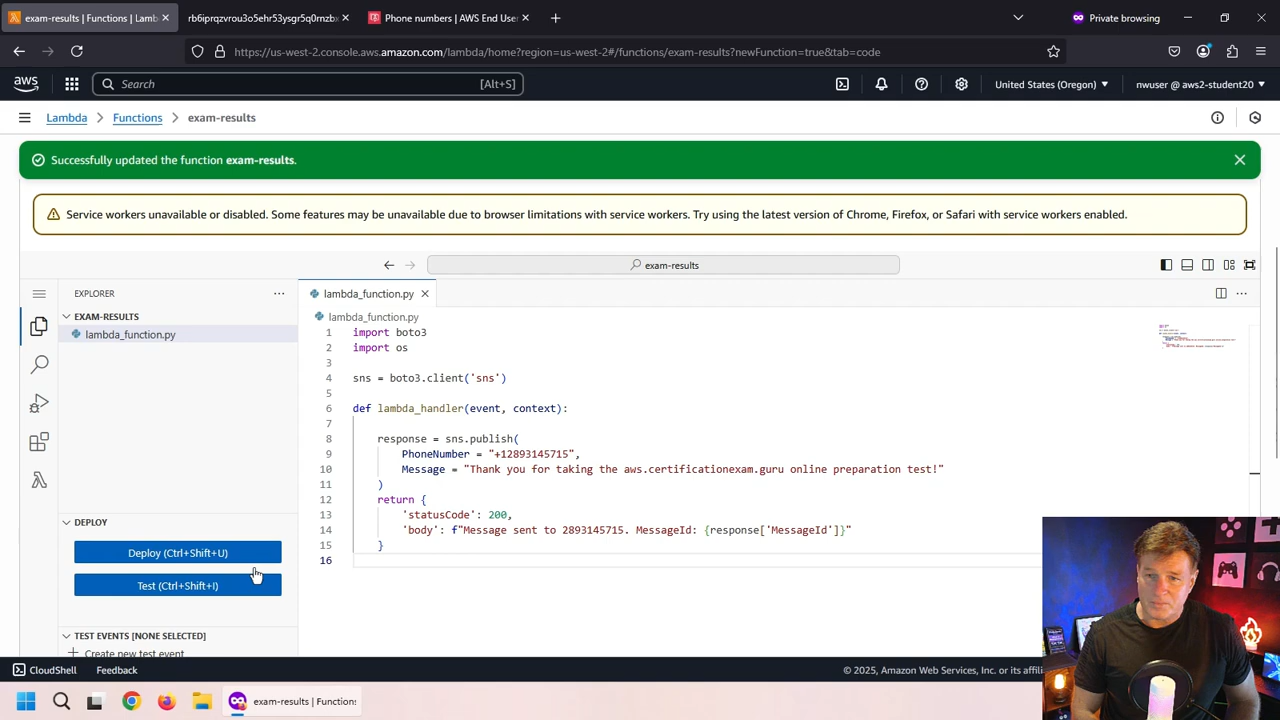 exam-results | Functions | Lamb
rb6iprqzvrou3o5ehr53ysgr5q0rnzbx
Phone numbers | AWS End User
Private browsing
https://us-west-2.console.aws.amazon.com/lambda/home?region=us-west-2#/functions/exam-results?newFunction=true&tab=code
aws
Search
[Alt+S]
United States (Oregon)
nwuser @ aws2-student20
Lambda > Functions > exam-results
Successfully updated the function exam-results.
Service workers unavailable or disabled. Some features may be unavailable due to browser limitations with service workers. Try using the latest version of Chrome, Firefox, or Safari with service workers enabled.
exam-results
EXPLORER
lambda_function.py
EXAM-RESULTS
lambda_function.py
lambda_function.py
1 import boto3
2 import os
3
4 sns = boto3.client('sns')
5
6 def lambda_handler(event, context):
7
8 response = sns.publish(
9 PhoneNumber = "+12893145715",
10 Message = "Thank you for taking the aws.certificationexam.guru online preparation test!"
11 )
12 return {
13 'statusCode': 200,
14 'body': f"Message sent to 2893145715. MessageId: {response['MessageId']}"
15 }
16
DEPLOY
Deploy (Ctrl+Shift+U)
Test (Ctrl+Shift+I)
TEST EVENTS [NONE SELECTED]
Create new test event
CloudShell
Feedback
© 2025, Amazon Web Services, Inc. or its affili
exam-results | Functions